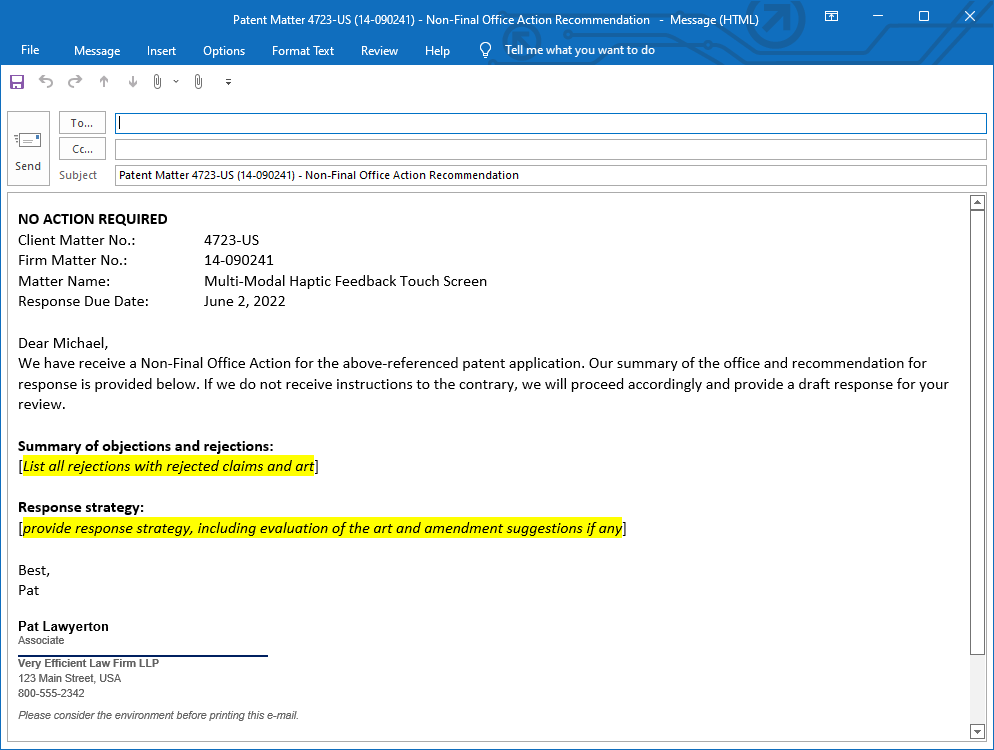 Patent Matter 4723-US (14-090241) - Non-Final Office Action Recommendation - Message (HTML)
File Message Insert Options Format Text Review Help Tell me what you want to do
To...
Send
Cc...
Subject Patent Matter 4723-US (14-090241) - Non-Final Office Action Recommendation
NO ACTION REQUIRED
Client Matter No.: 4723-US
Firm Matter No.: 14-090241
Matter Name: Multi-Modal Haptic Feedback Touch Screen
Response Due Date: June 2, 2022
Dear Michael,
We have receive a Non-Final Office Action for the above-referenced patent application. Our summary of the office and recommendation for
response is provided below. If we do not receive instructions to the contrary, we will proceed accordingly and provide a draft response for your
review.
Summary of objections and rejections:
[List all rejections with rejected claims and art]
Response strategy:
[provide response strategy, including evaluation of the art and amendment suggestions if any]
Best,
Pat
Pat Lawyerton
Associate
Very Efficient Law Firm LLP
123 Main Street, USA
800-555-2342
Please consider the environment before printing this e-mail.